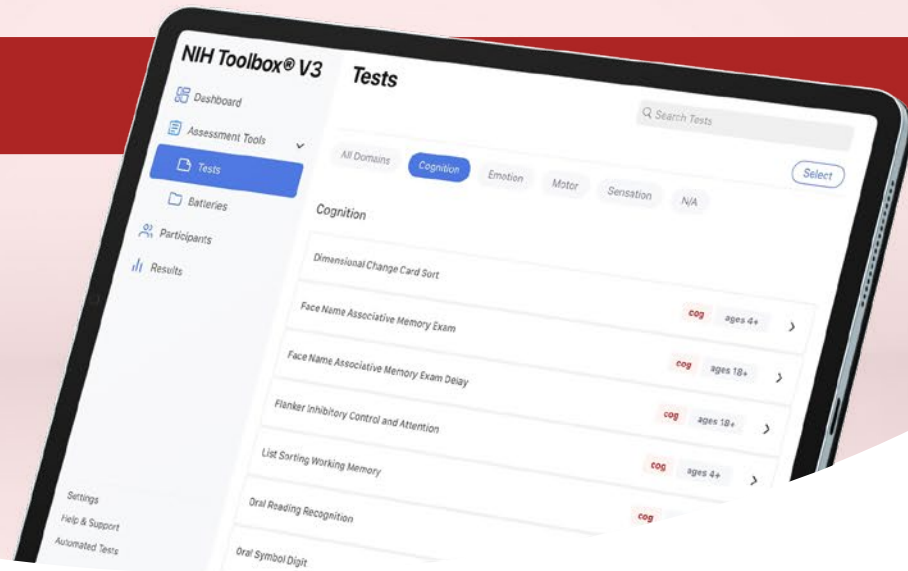 NIH Toolbox® V3
Dashboard
Assessment Tools
Tests
Batteries
Participants
Results
Settings
Help & Support
Automated Tests
Tests
Search Tests
Select
All Domains Cognition Emotion Motor Sensation N/A
Cognition
Dimensional Change Card Sort cog ages 4+
Face Name Associative Memory Exam cog ages 18+
Face Name Associative Memory Exam Delay cog ages 18+
Flanker Inhibitory Control and Attention cog ages 4+
List Sorting Working Memory cog
Oral Reading Recognition
Oral Symbol Digit